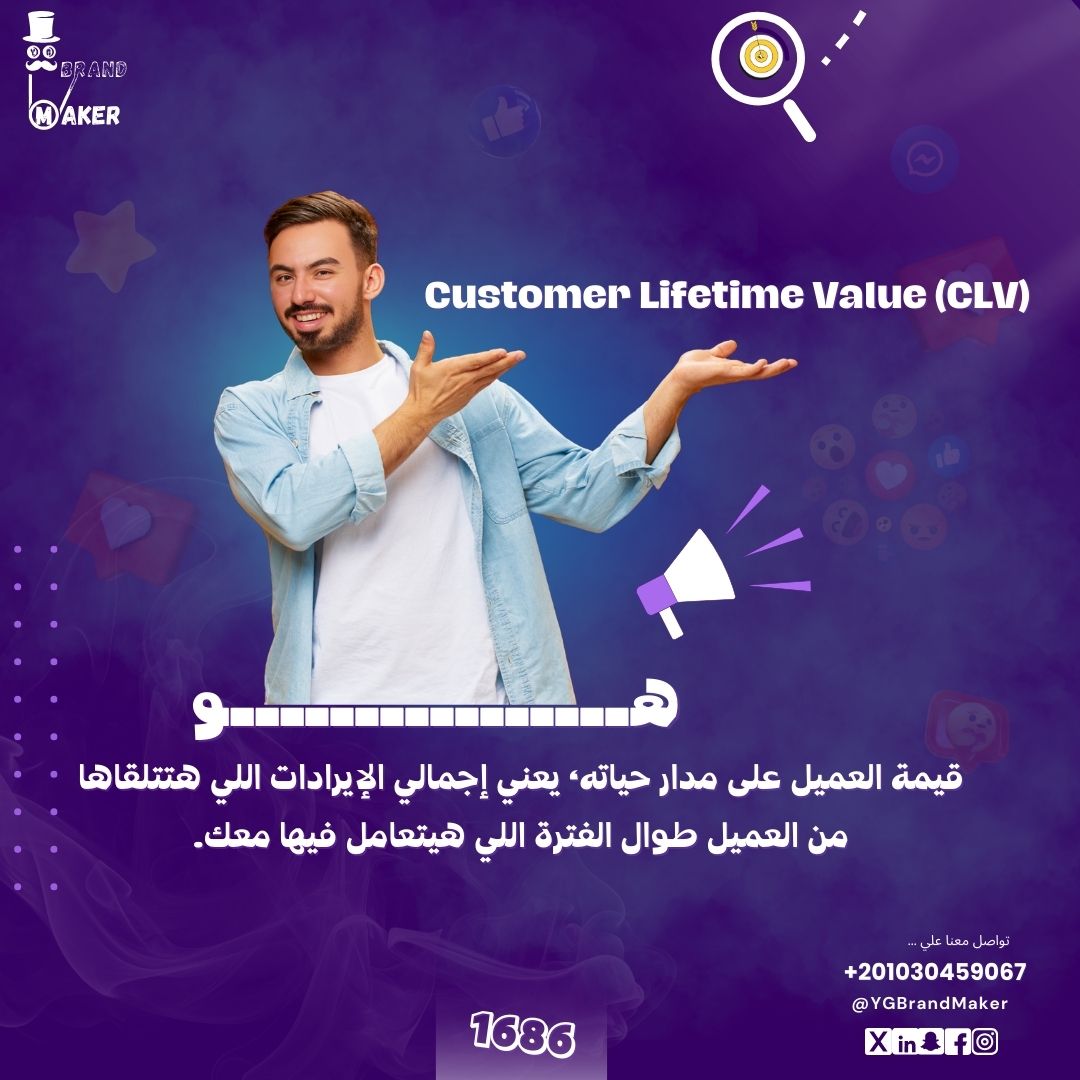 BRAND
MAKER
Customer Lifetime Value (CLV)
هــــــــــــــــــــــــــــــو
قيمة العميل على مدار حياته، يعني إجمالي الإيرادات اللي هتتلقاها
من العميل طوال الفترة اللي هيتعامل فيها معك.
تواصل معنا علي ...
+201030459067
@YGBrandMaker
1686